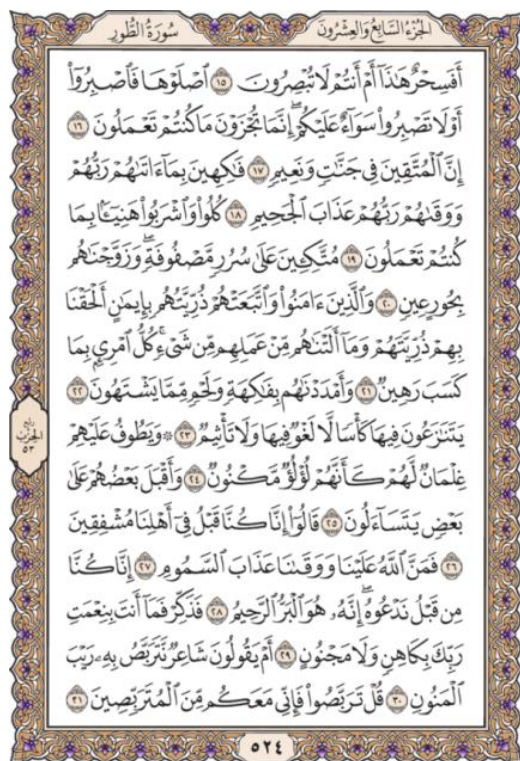 الجزء السابع والعشرون
سورة الطور
أَفَسِحْرٌ هَٰذَآ أَمْ أَنتُمْ لَا تُبْصِرُونَ ١٥ ٱصْلَوْهَا فَٱصْبِرُوٓا۟
أَوْ لَا تَصْبِرُوا۟ سَوَآءٌ عَلَيْكُمْ ۖ إِنَّمَا تُجْزَوْنَ مَا كُنتُمْ تَعْمَلُونَ ١٦
إِنَّ ٱلْمُتَّقِينَ فِى جَنَّٰتٍ وَنَعِيمٍ ١٧ فَٰكِهِينَ بِمَآ ءَاتَىٰهُمْ رَبُّهُمْ
وَوَقَىٰهُمْ رَبُّهُمْ عَذَابَ ٱلْجَحِيمِ ١٨ كُلُوا۟ وَٱشْرَبُوا۟ هَنِيٓـًٔۢا بِمَا
كُنتُمْ تَعْمَلُونَ ١٩ مُتَّكِـِٔينَ عَلَىٰ سُرُرٍ مَّصْفُوفَةٍ ۖ وَزَوَّجْنَٰهُم
بِحُورٍ عِينٍ ٢٠ وَٱلَّذِينَ ءَامَنُوا۟ وَٱتَّبَعَتْهُمْ ذُرِّيَّتُهُم بِإِيمَٰنٍ أَلْحَقْنَا
بِهِمْ ذُرِّيَّتَهُمْ وَمَآ أَلَتْنَٰهُم مِّنْ عَمَلِهِم مِّن شَىْءٍ ۚ كُلُّ ٱمْرِئٍۭ بِمَا
كَسَبَ رَهِينٌ ٢١ وَأَمْدَدْنَٰهُم بِفَٰكِهَةٍ وَلَحْمٍ مِّمَّا يَشْتَهُونَ ٢٢
يَتَنَٰزَعُونَ فِيهَا كَأْسًا لَّا لَغْوٌ فِيهَا وَلَا تَأْثِيمٌ ٢٣ ۞ وَيَطُوفُ عَلَيْهِمْ
غِلْمَانٌ لَّهُمْ كَأَنَّهُمْ لُؤْلُؤٌ مَّكْنُونٌ ٢٤ وَأَقْبَلَ بَعْضُهُمْ عَلَىٰ
بَعْضٍ يَتَسَآءَلُونَ ٢٥ قَالُوٓا۟ إِنَّا كُنَّا قَبْلُ فِىٓ أَهْلِنَا مُشْفِقِينَ
٢٦ فَمَنَّ ٱللَّهُ عَلَيْنَا وَوَقَىٰنَا عَذَابَ ٱلسَّمُومِ ٢٧ إِنَّا كُنَّا
مِن قَبْلُ نَدْعُوهُ ۖ إِنَّهُۥ هُوَ ٱلْبَرُّ ٱلرَّحِيمُ ٢٨ فَذَكِّرْ فَمَآ أَنتَ بِنِعْمَتِ
رَبِّكَ بِكَاهِنٍ وَلَا مَجْنُونٍ ٢٩ أَمْ يَقُولُونَ شَاعِرٌ نَّتَرَبَّصُ بِهِۦ رَيْبَ
ٱلْمَنُونِ ٣٠ قُلْ تَرَبَّصُوا۟ فَإِنِّى مَعَكُم مِّنَ ٱلْمُتَرَبِّصِينَ ٣١
ربع
الحزب
٥٣
٥٢٤